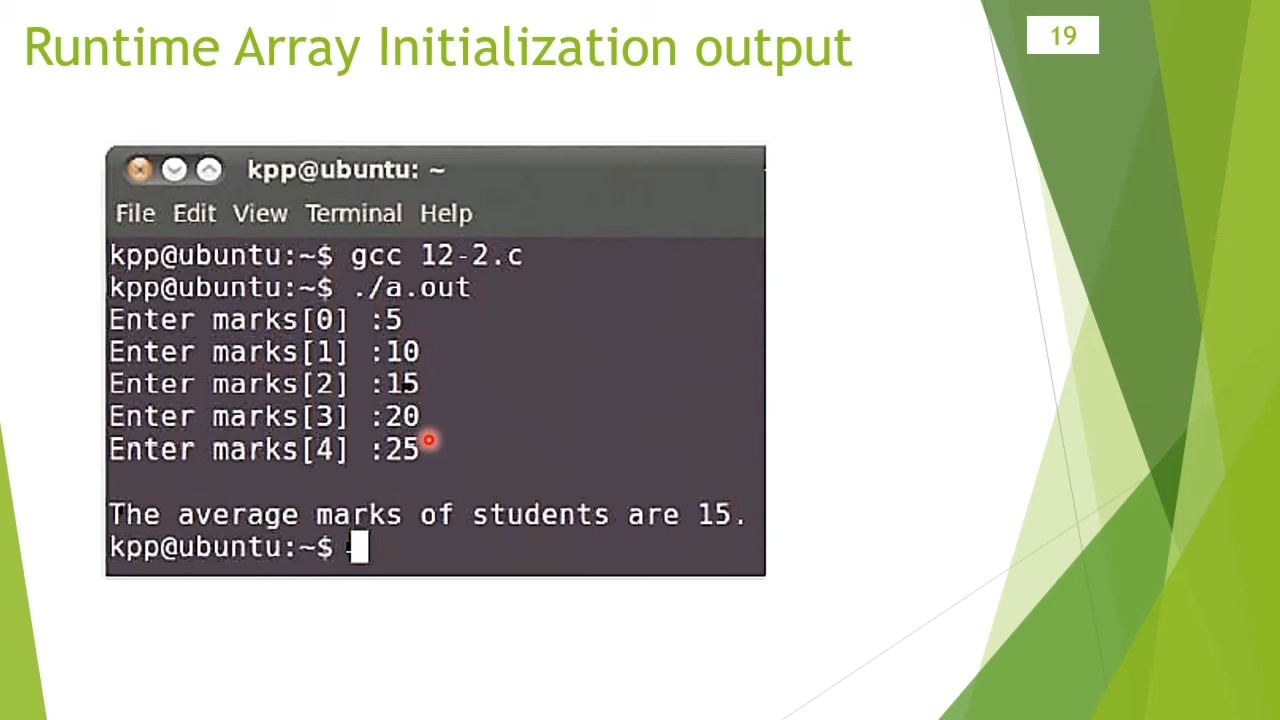 Runtime Array Initialization output
19
kpp@ubuntu: ~
File Edit View Terminal Help
kpp@ubuntu:~$ gcc 12-2.c
kpp@ubuntu:~$ ./a.out
Enter marks[0] :5
Enter marks[1] :10
Enter marks[2] :15
Enter marks[3] :20
Enter marks[4] :25
The average marks of students are 15.
kpp@ubuntu:~$